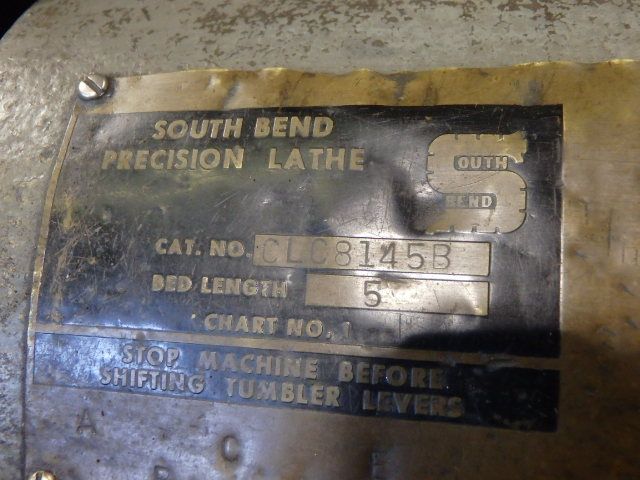 SOUTH BEND
PRECISION LATHE
SOUTH
BEND
CAT. NO. CLC8145B
BED LENGTH 5
CHART NO. 1
STOP MACHINE BEFORE
SHIFTING TUMBLER LEVERS
A
C